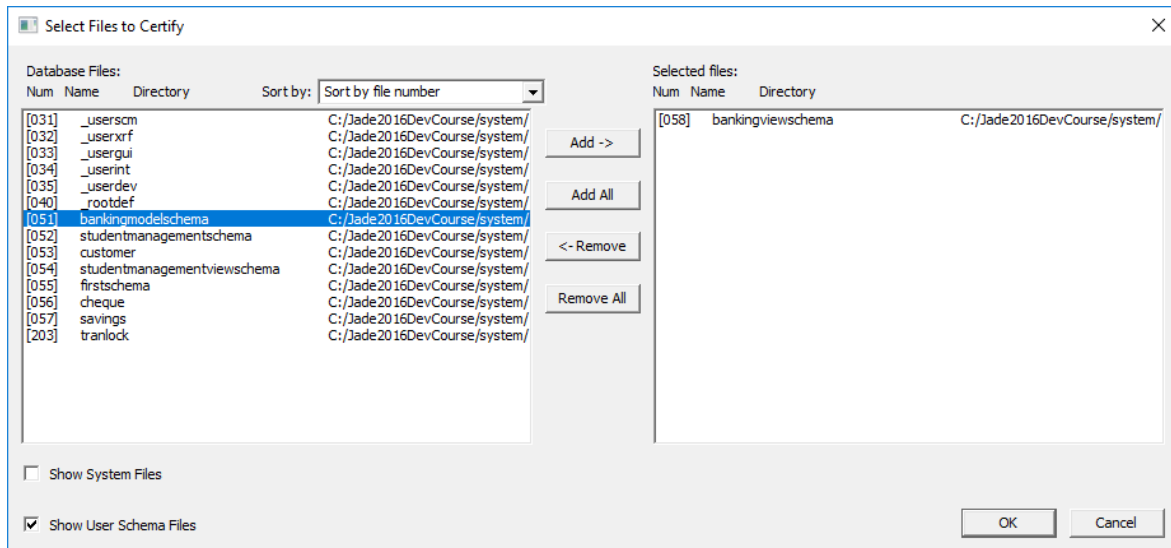 Select Files to Certify
Database Files:
Num Name Directory Sort by: Sort by file number
[031] _userscm C:/Jade2016DevCourse/system/
[032] _userxrf C:/Jade2016DevCourse/system/
[033] _usergui C:/Jade2016DevCourse/system/
[034] _userint C:/Jade2016DevCourse/system/
[035] _userdev C:/Jade2016DevCourse/system/
[040] _rootdef C:/Jade2016DevCourse/system/
[051] bankingmodelschema C:/Jade2016DevCourse/system/
[052] studentmanagementschema C:/Jade2016DevCourse/system/
[053] customer C:/Jade2016DevCourse/system/
[054] studentmanagementviewschema C:/Jade2016DevCourse/system/
[055] firstschema C:/Jade2016DevCourse/system/
[056] cheque C:/Jade2016DevCourse/system/
[057] savings C:/Jade2016DevCourse/system/
[203] tranlock C:/Jade2016DevCourse/system/
Add ->
Add All
<- Remove
Remove All
Selected files:
Num Name Directory
[058] bankingviewschema C:/Jade2016DevCourse/system/
Show System Files
Show User Schema Files
OK Cancel